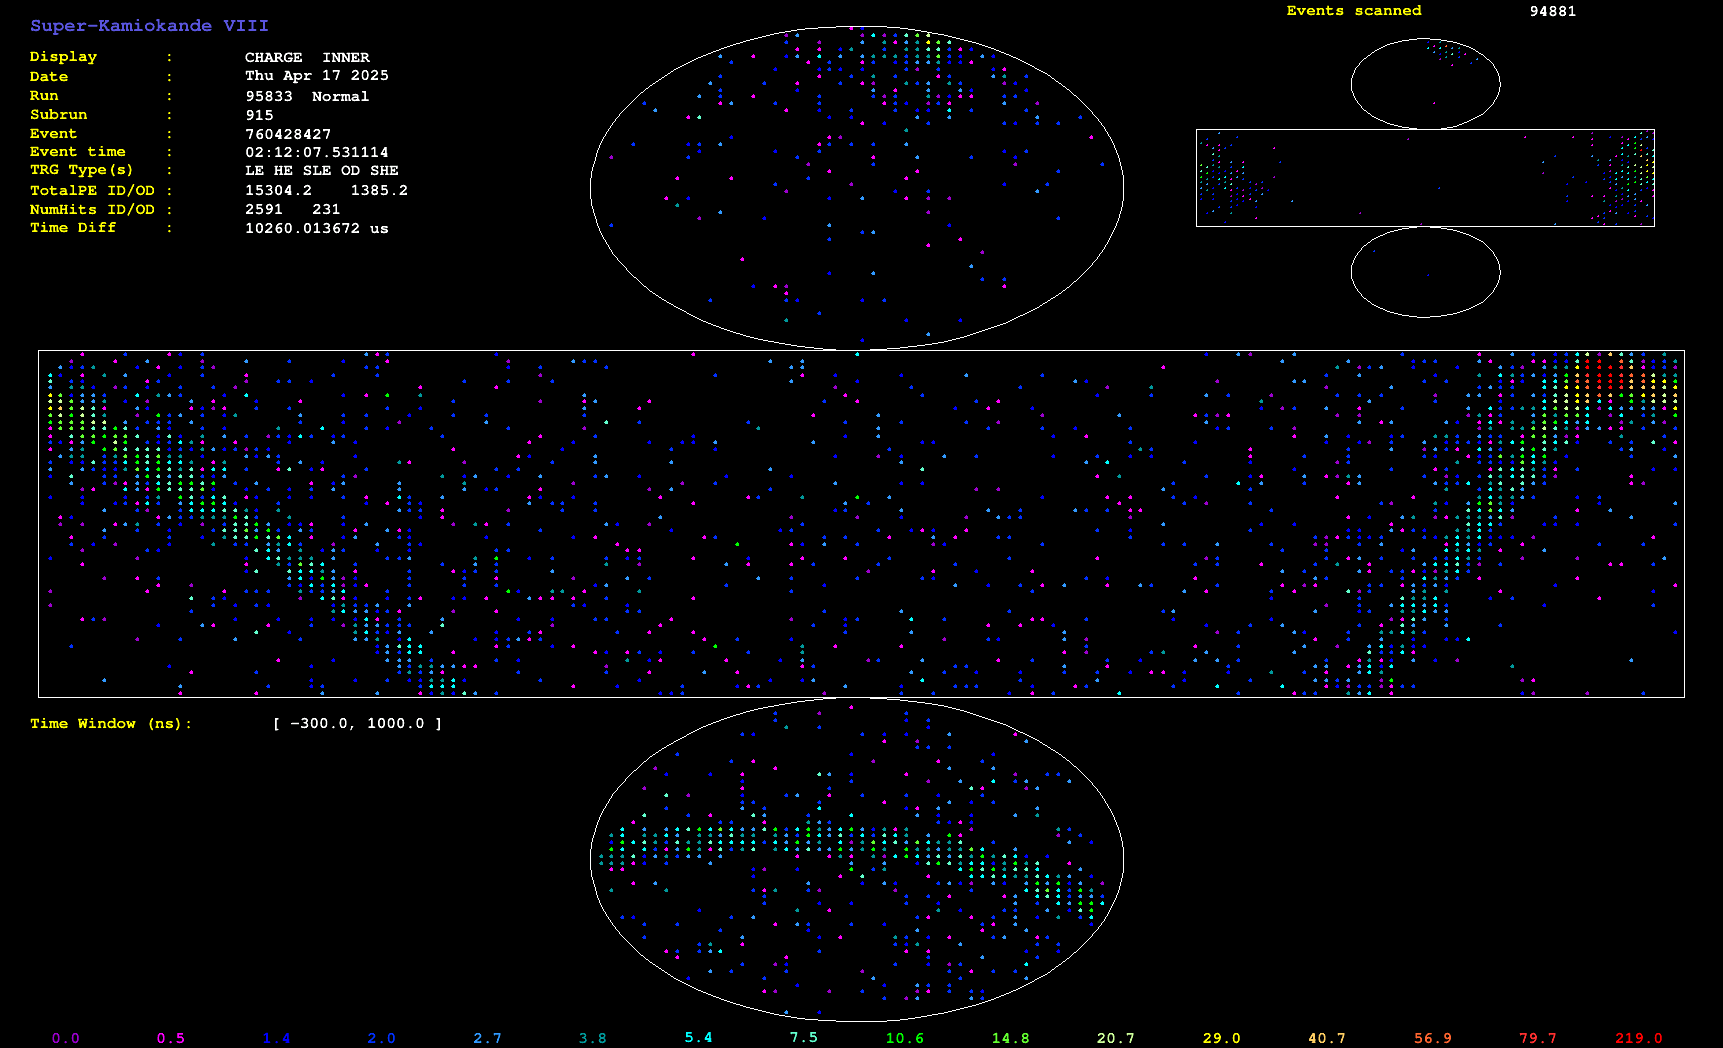 Super-Kamiokande VIII
Events scanned 94881
Display : CHARGE INNER
Date : Thu Apr 17 2025
Run : 95833 Normal
Subrun : 915
Event : 760428427
Event time : 02:12:07.531114
TRG Type(s) : LE HE SLE OD SHE
TotalPE ID/OD : 15304.2 1385.2
NumHits ID/OD : 2591 231
Time Diff : 10260.013672 us
Time Window (ns): [ -300.0, 1000.0 ]
0.0 0.5 1.4 2.0 2.7 3.8 5.4 7.5 10.6 14.8 20.7 29.0 40.7 56.9 79.7 219.0